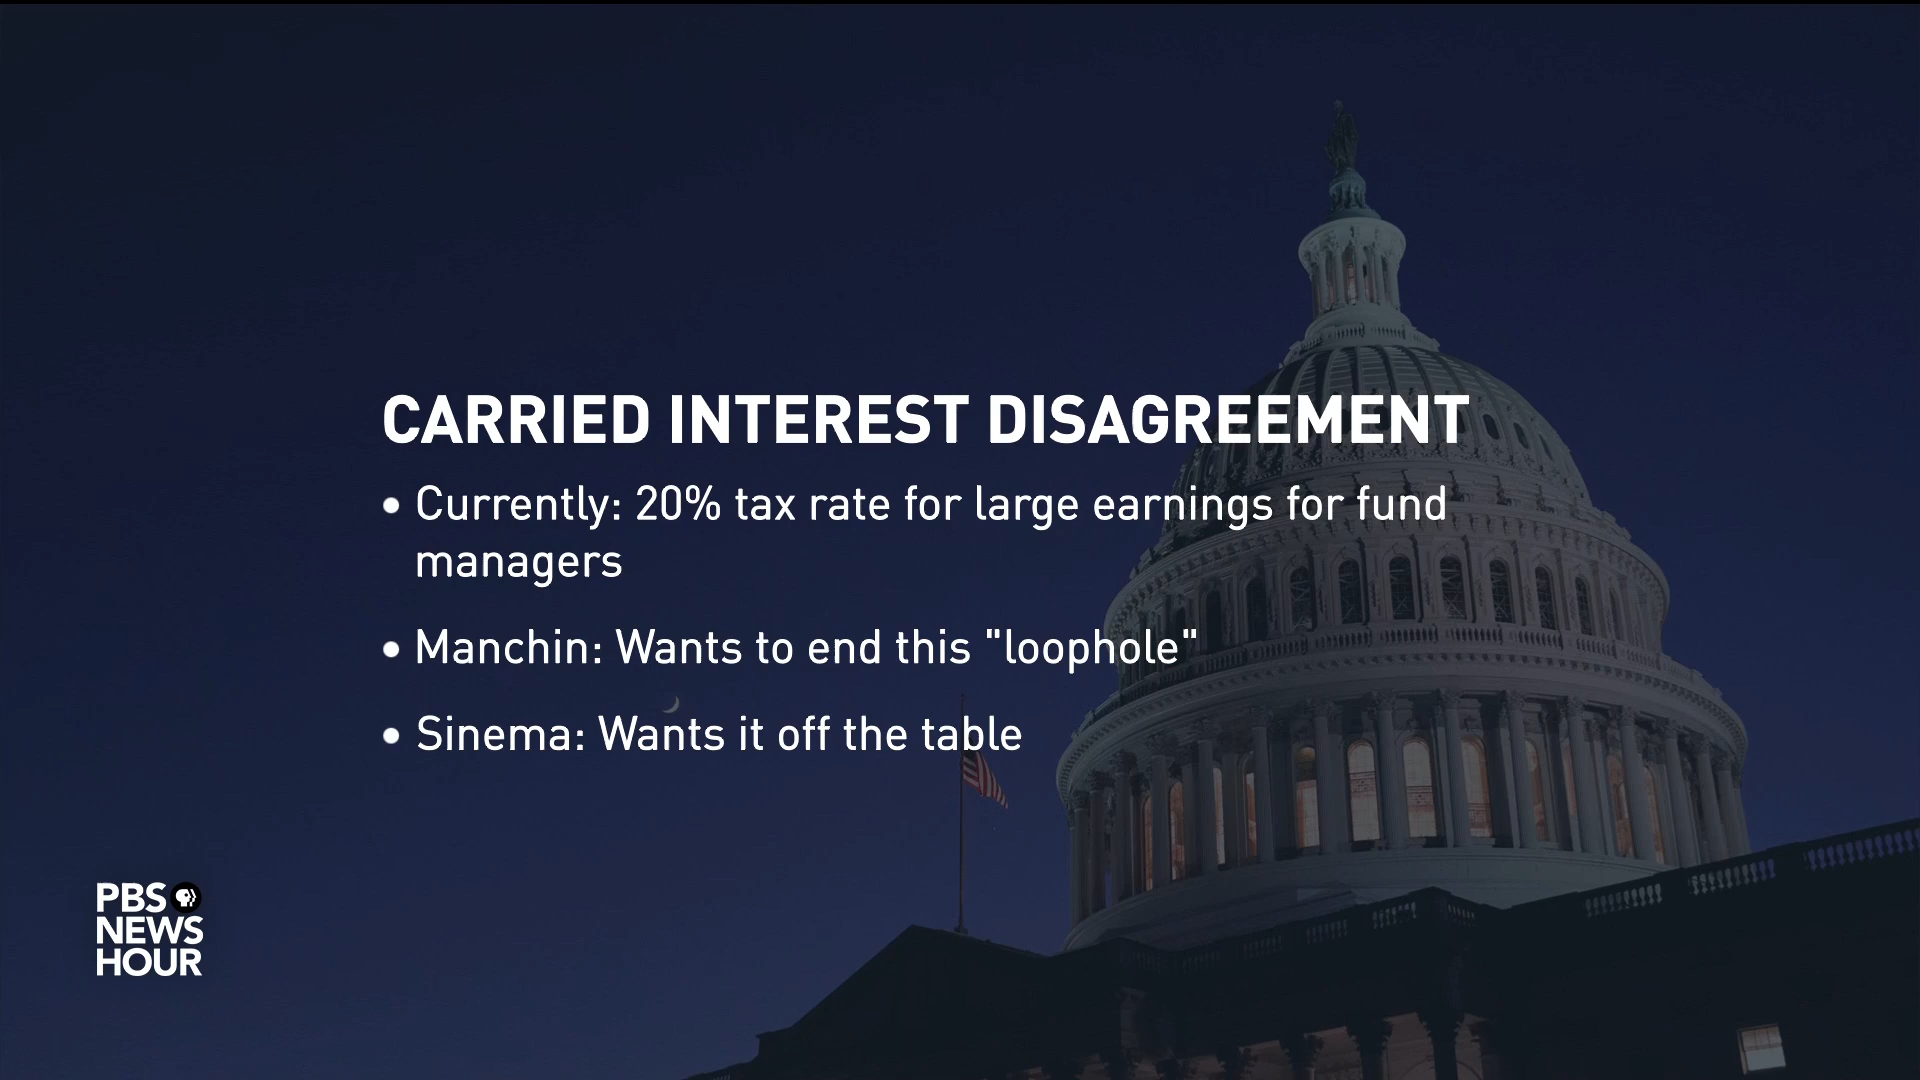 CARRIED INTEREST DISAGREEMENT
• Currently: 20% tax rate for large earnings for fund
managers
• Manchin: Wants to end this "loophole"
• Sinema: Wants it off the table
PBS
NEWS
HOUR